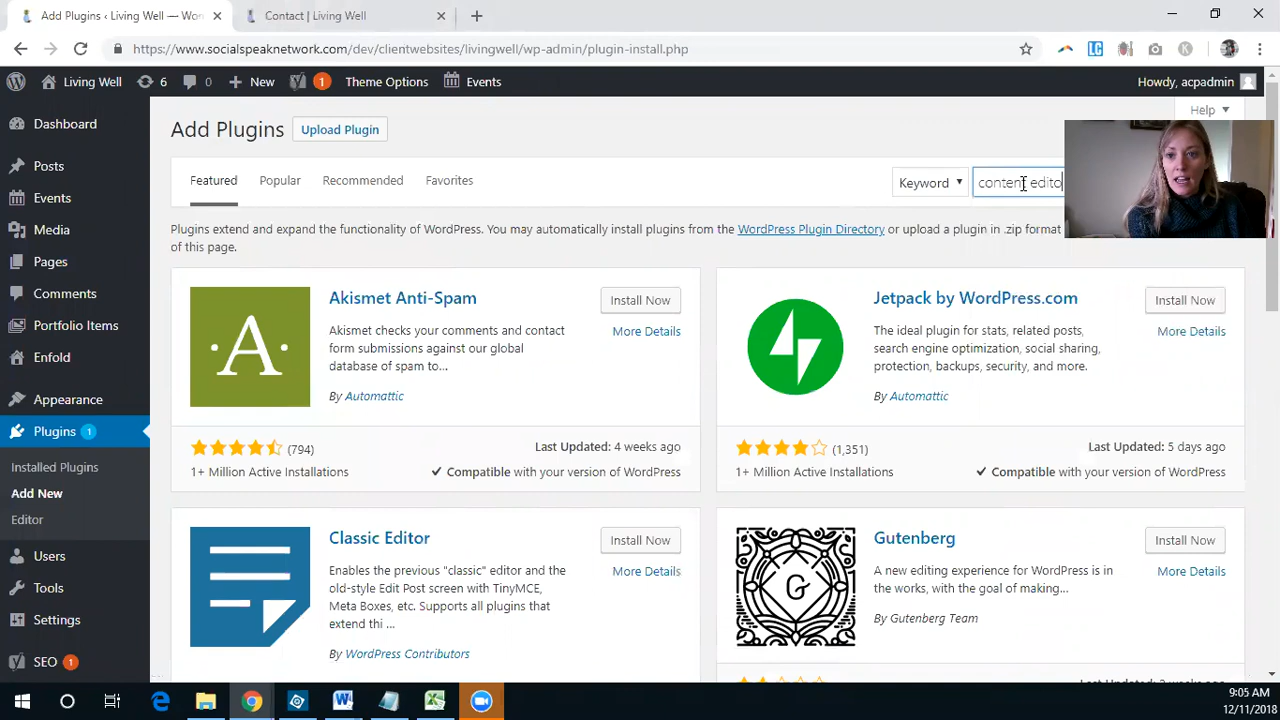 Add Plugins ‹ Living Well — Wor
Contact | Living Well
https://www.socialspeaknetwork.com/dev/clientwebsites/livingwell/wp-admin/plugin-install.php
Living Well 6 0 New 1 Theme Options Events Howdy, acpadmin
Help
Dashboard
Posts
Events
Media
Pages
Comments
Portfolio Items
Enfold
Appearance
Plugins 1
Installed Plugins
Add New
Editor
Users
Tools
Settings
SEO 1
Add Plugins Upload Plugin
Featured Popular Recommended Favorites Keyword content edito
Plugins extend and expand the functionality of WordPress. You may automatically install plugins from the WordPress Plugin Directory or upload a plugin in .zip format
of this page.
Akismet Anti-Spam
Install Now
More Details
Akismet checks your comments and contact
form submissions against our global
database of spam to...
By Automattic
(794)
Last Updated: 4 weeks ago
1+ Million Active Installations
Compatible with your version of WordPress
Jetpack by WordPress.com
Install Now
More Details
The ideal plugin for stats, related posts,
search engine optimization, social sharing,
protection, backups, security, and more.
By Automattic
(1,351)
Last Updated: 5 days ago
1+ Million Active Installations
Compatible with your version of WordPress
Classic Editor
Install Now
More Details
Enables the previous "classic" editor and the
old-style Edit Post screen with TinyMCE,
Meta Boxes, etc. Supports all plugins that
extend thi ...
By WordPress Contributors
Gutenberg
Install Now
More Details
A new editing experience for WordPress is in
the works, with the goal of making...
By Gutenberg Team
9:05 AM
12/11/2018